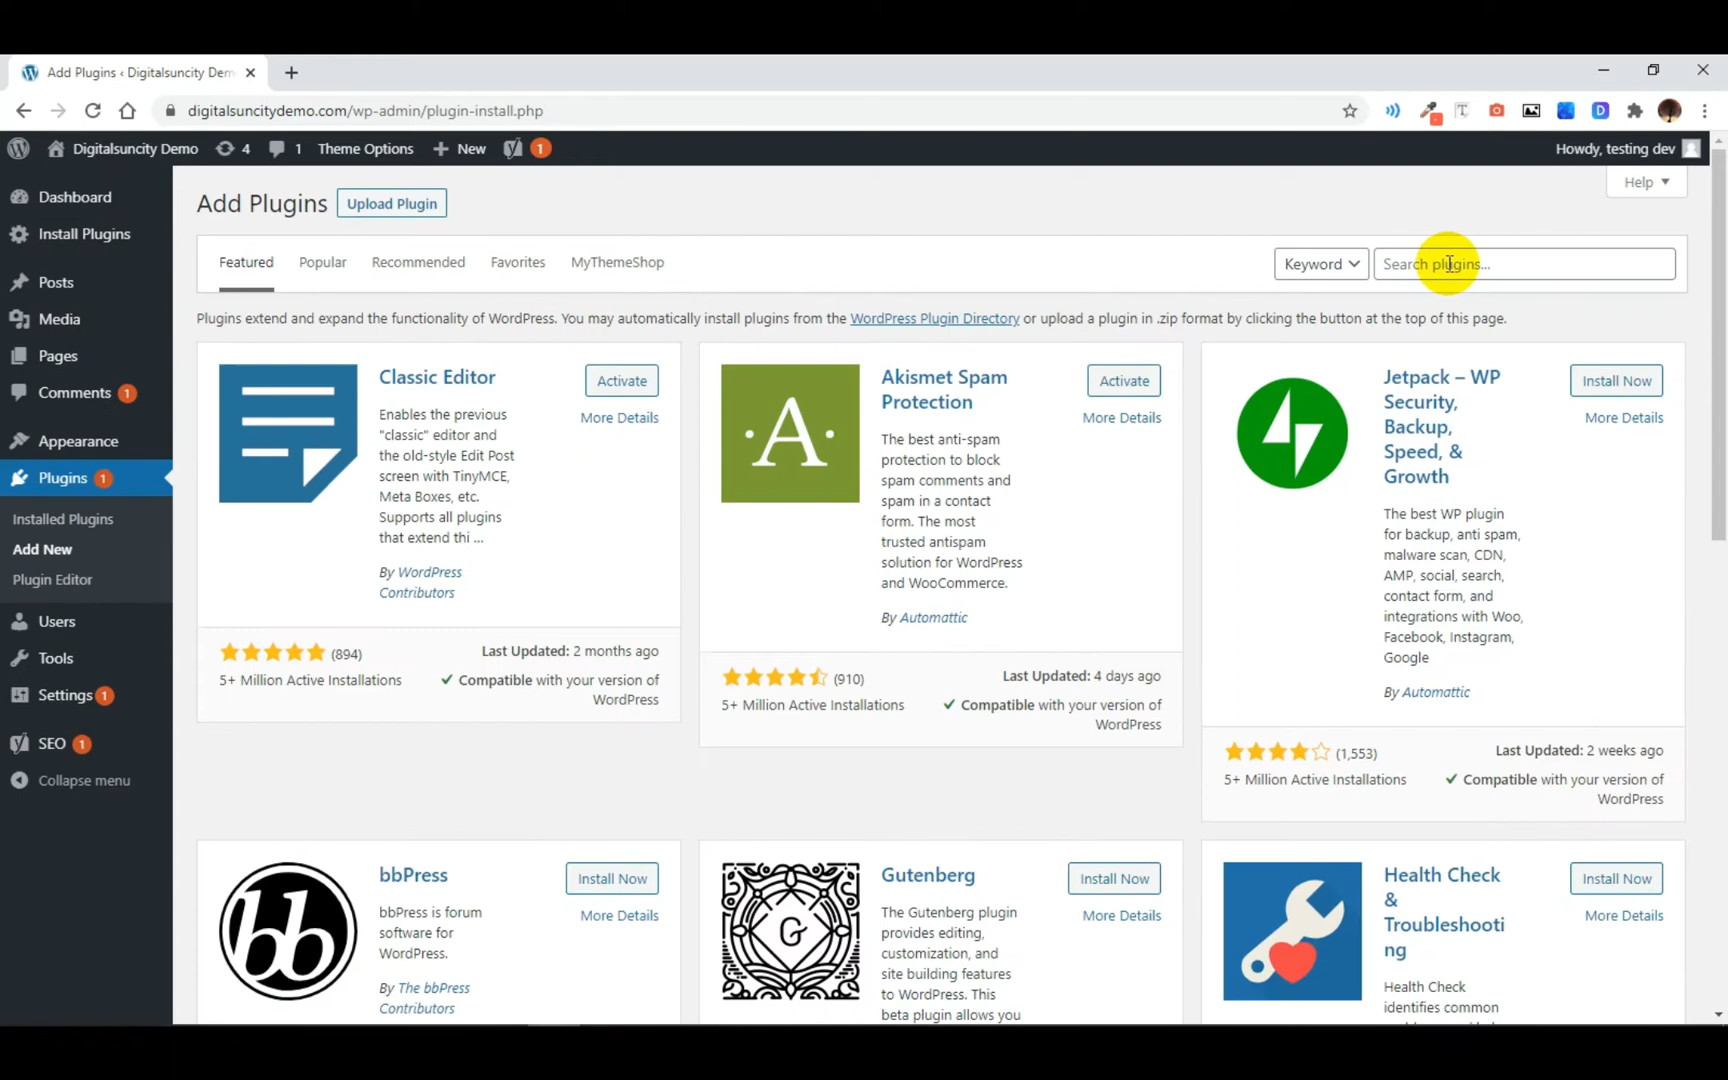 Add Plugins ‹ Digitalsuncity Dem
digitalsuncitydemo.com/wp-admin/plugin-install.php
Digitalsuncity Demo
4
1
Theme Options
New
1
Howdy, testing dev
Dashboard
Install Plugins
Posts
Media
Pages
Comments 1
Appearance
Plugins 1
Installed Plugins
Add New
Plugin Editor
Users
Tools
Settings 1
SEO 1
Collapse menu
Help
Add Plugins
Upload Plugin
Featured
Popular
Recommended
Favorites
MyThemeShop
Keyword
Search plugins...
Plugins extend and expand the functionality of WordPress. You may automatically install plugins from the WordPress Plugin Directory or upload a plugin in .zip format by clicking the button at the top of this page.
Classic Editor
Activate
More Details
Enables the previous
"classic" editor and
the old-style Edit Post
screen with TinyMCE,
Meta Boxes, etc.
Supports all plugins
that extend thi ...
By WordPress
Contributors
(894)
5+ Million Active Installations
Last Updated: 2 months ago
Compatible with your version of
WordPress
A
Akismet Spam
Protection
Activate
More Details
The best anti-spam
protection to block
spam comments and
spam in a contact
form. The most
trusted antispam
solution for WordPress
and WooCommerce.
By Automattic
(910)
5+ Million Active Installations
Last Updated: 4 days ago
Compatible with your version of
WordPress
Jetpack – WP
Security,
Backup,
Speed, &
Growth
Install Now
More Details
The best WP plugin
for backup, anti spam,
malware scan, CDN,
AMP, social, search,
contact form, and
integrations with Woo,
Facebook, Instagram,
Google
By Automattic
(1,553)
5+ Million Active Installations
Last Updated: 2 weeks ago
Compatible with your version of
WordPress
bb
bbPress
Install Now
More Details
bbPress is forum
software for
WordPress.
By The bbPress
Contributors
G
Gutenberg
Install Now
More Details
The Gutenberg plugin
provides editing,
customization, and
site building features
to WordPress. This
beta plugin allows you
Health Check
&
Troubleshooti
ng
Install Now
More Details
Health Check
identifies common